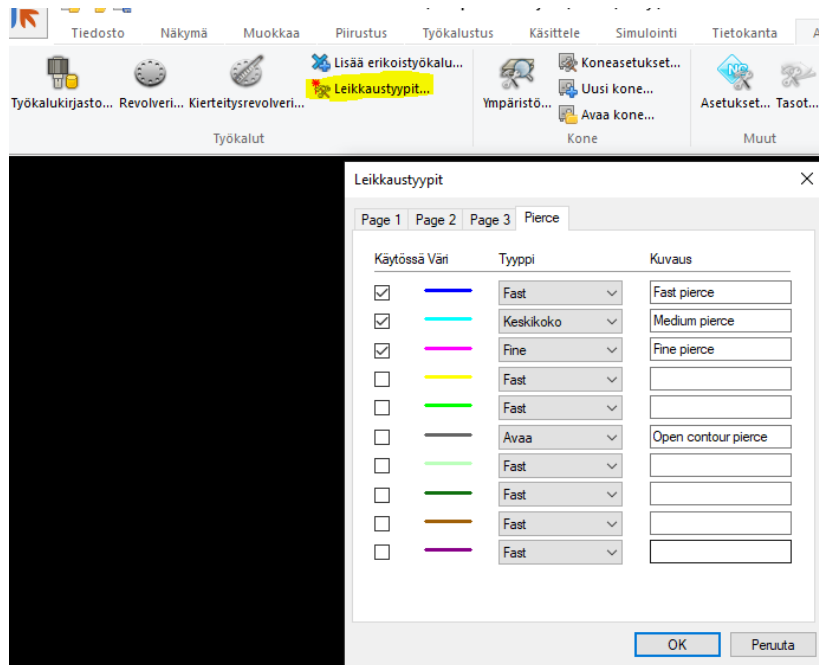 Tiedosto Näkymä Muokkaa Piirustus Työkalustus Käsittele Simulointi Tietokanta A
Lisää erikoistyökalu...
Leikkaustyypit...
Työkalukirjasto... Revolveri... Kierteitysrevolveri...
Työkalut
Ympäristö...
Koneasetukset...
Uusi kone...
Avaa kone...
Kone
NC
Asetukset... Tasot...
Muut
Leikkaustyypit
Page 1 Page 2 Page 3 Pierce
Käytössä Väri Tyyppi Kuvaus
Fast Fast pierce
Keskikoko Medium pierce
Fine Fine pierce
Fast
Fast
Avaa Open contour pierce
Fast
Fast
Fast
Fast
OK Peruuta